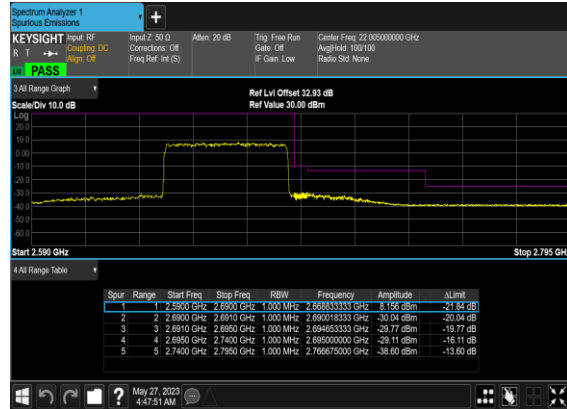 Spectrum Analyzer 1
Spurious Emissions
+
KEYSIGHT Input: RF
R T Coupling: DC
Align: Off
Input Z: 50 Ω
Corrections: Off
Freq Ref: Int (S)
Atten: 20 dB
Trig: Free Run
Gate: Off
IF Gain: Low
Center Freq: 22.005000000 GHz
Avg|Hold: 100/100
Radio Std: None
PASS
3 All Range Graph
Ref Lvl Offset 32.93 dB
Scale/Div 10.0 dB
Ref Value 30.00 dBm
Log
20.0
10.0
0.00
-10.0
-20.0
-30.0
-40.0
-50.0
-60.0
Start 2.590 GHz
Stop 2.795 GH
4 All Range Table
Spur Range Start Freq Stop Freq RBW Frequency Amplitude ΔLimit
1 1 2.5900 GHz 2.6900 GHz 1.000 MHz 2.668833333 GHz 8.156 dBm -21.84 dB
2 2 2.6900 GHz 2.6910 GHz 1.000 MHz 2.690018333 GHz -30.04 dBm -20.04 dB
3 3 2.6910 GHz 2.6950 GHz 1.000 MHz 2.694653333 GHz -29.77 dBm -19.77 dB
4 4 2.6950 GHz 2.7400 GHz 1.000 MHz 2.695000000 GHz -29.11 dBm -16.11 dB
5 5 2.7400 GHz 2.7950 GHz 1.000 MHz 2.766675000 GHz -38.60 dBm -13.60 dB
?
May 27, 2023
4:47:51 AM